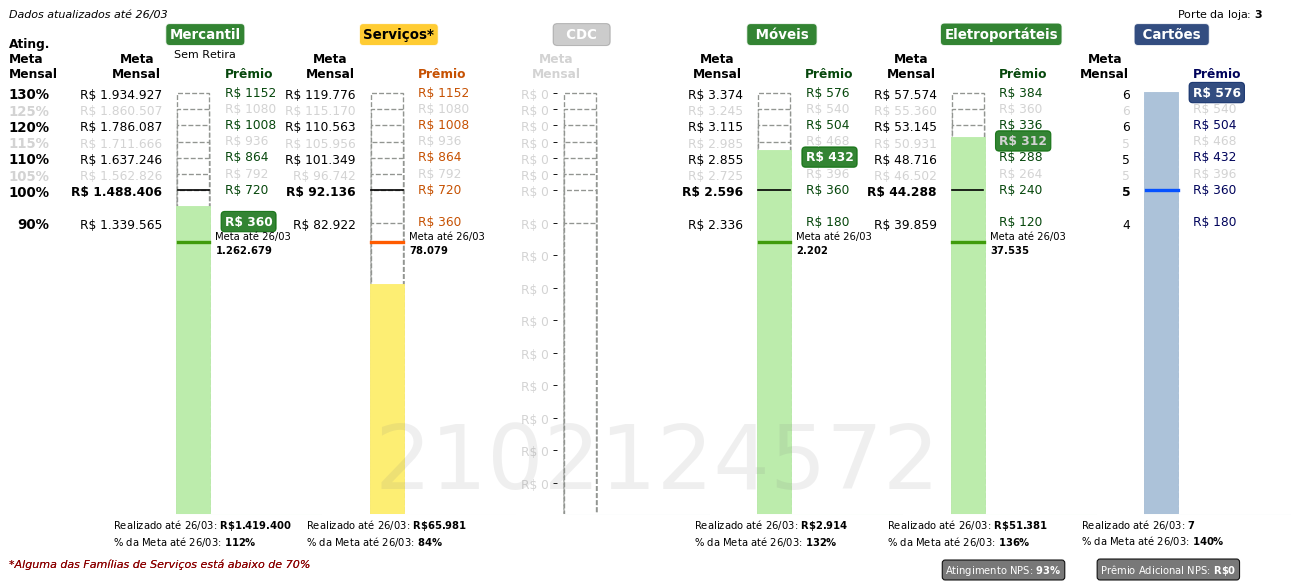 Dados atualizados até 26/03
Porte da loja: 3
Mercantil Serviços* CDC Móveis Eletroportáteis Cartões
Sem Retira
Ating. Meta Mensal
Meta Mensal Prêmio Meta Mensal Prêmio Meta Mensal Meta Mensal Prêmio Meta Mensal Prêmio Meta Mensal Prêmio
130% R$ 1.934.927 R$ 1152 R$ 119.776 R$ 1152 R$ 0 R$ 3.374 R$ 576 R$ 57.574 R$ 384 6 R$ 576
125% R$ 1.860.507 R$ 1080 R$ 115.170 R$ 1080 R$ 0 R$ 3.245 R$ 540 R$ 55.360 R$ 360 6 R$ 540
120% R$ 1.786.087 R$ 1008 R$ 110.563 R$ 1008 R$ 0 R$ 3.115 R$ 504 R$ 53.145 R$ 336 6 R$ 504
115% R$ 1.711.666 R$ 936 R$ 105.956 R$ 936 R$ 0 R$ 2.985 R$ 468 R$ 50.931 R$ 312 5 R$ 468
110% R$ 1.637.246 R$ 864 R$ 101.349 R$ 864 R$ 0 R$ 2.855 R$ 432 R$ 48.716 R$ 288 5 R$ 432
105% R$ 1.562.826 R$ 792 R$ 96.742 R$ 792 R$ 0 R$ 2.725 R$ 396 R$ 46.502 R$ 264 5 R$ 396
100% R$ 1.488.406 R$ 720 R$ 92.136 R$ 720 R$ 0 R$ 2.596 R$ 360 R$ 44.288 R$ 240 5 R$ 360
90% R$ 1.339.565 R$ 360 R$ 82.922 R$ 360 R$ 0 R$ 2.336 R$ 180 R$ 39.859 R$ 120 4 R$ 180
Meta até 26/03 Meta até 26/03 Meta até 26/03 Meta até 26/03
1.262.679 78.079 2.202 37.535
R$ 0
R$ 0
R$ 0
R$ 0
R$ 0
R$ 0
R$ 0
R$ 0
2102124572
Realizado até 26/03: R$1.419.400 Realizado até 26/03: R$65.981 Realizado até 26/03: R$2.914 Realizado até 26/03: R$51.381 Realizado até 26/03: 7
% da Meta até 26/03: 112% % da Meta até 26/03: 84% % da Meta até 26/03: 132% % da Meta até 26/03: 136% % da Meta até 26/03: 140%
*Alguma das Famílias de Serviços está abaixo de 70%
Atingimento NPS: 93% Prêmio Adicional NPS: R$0